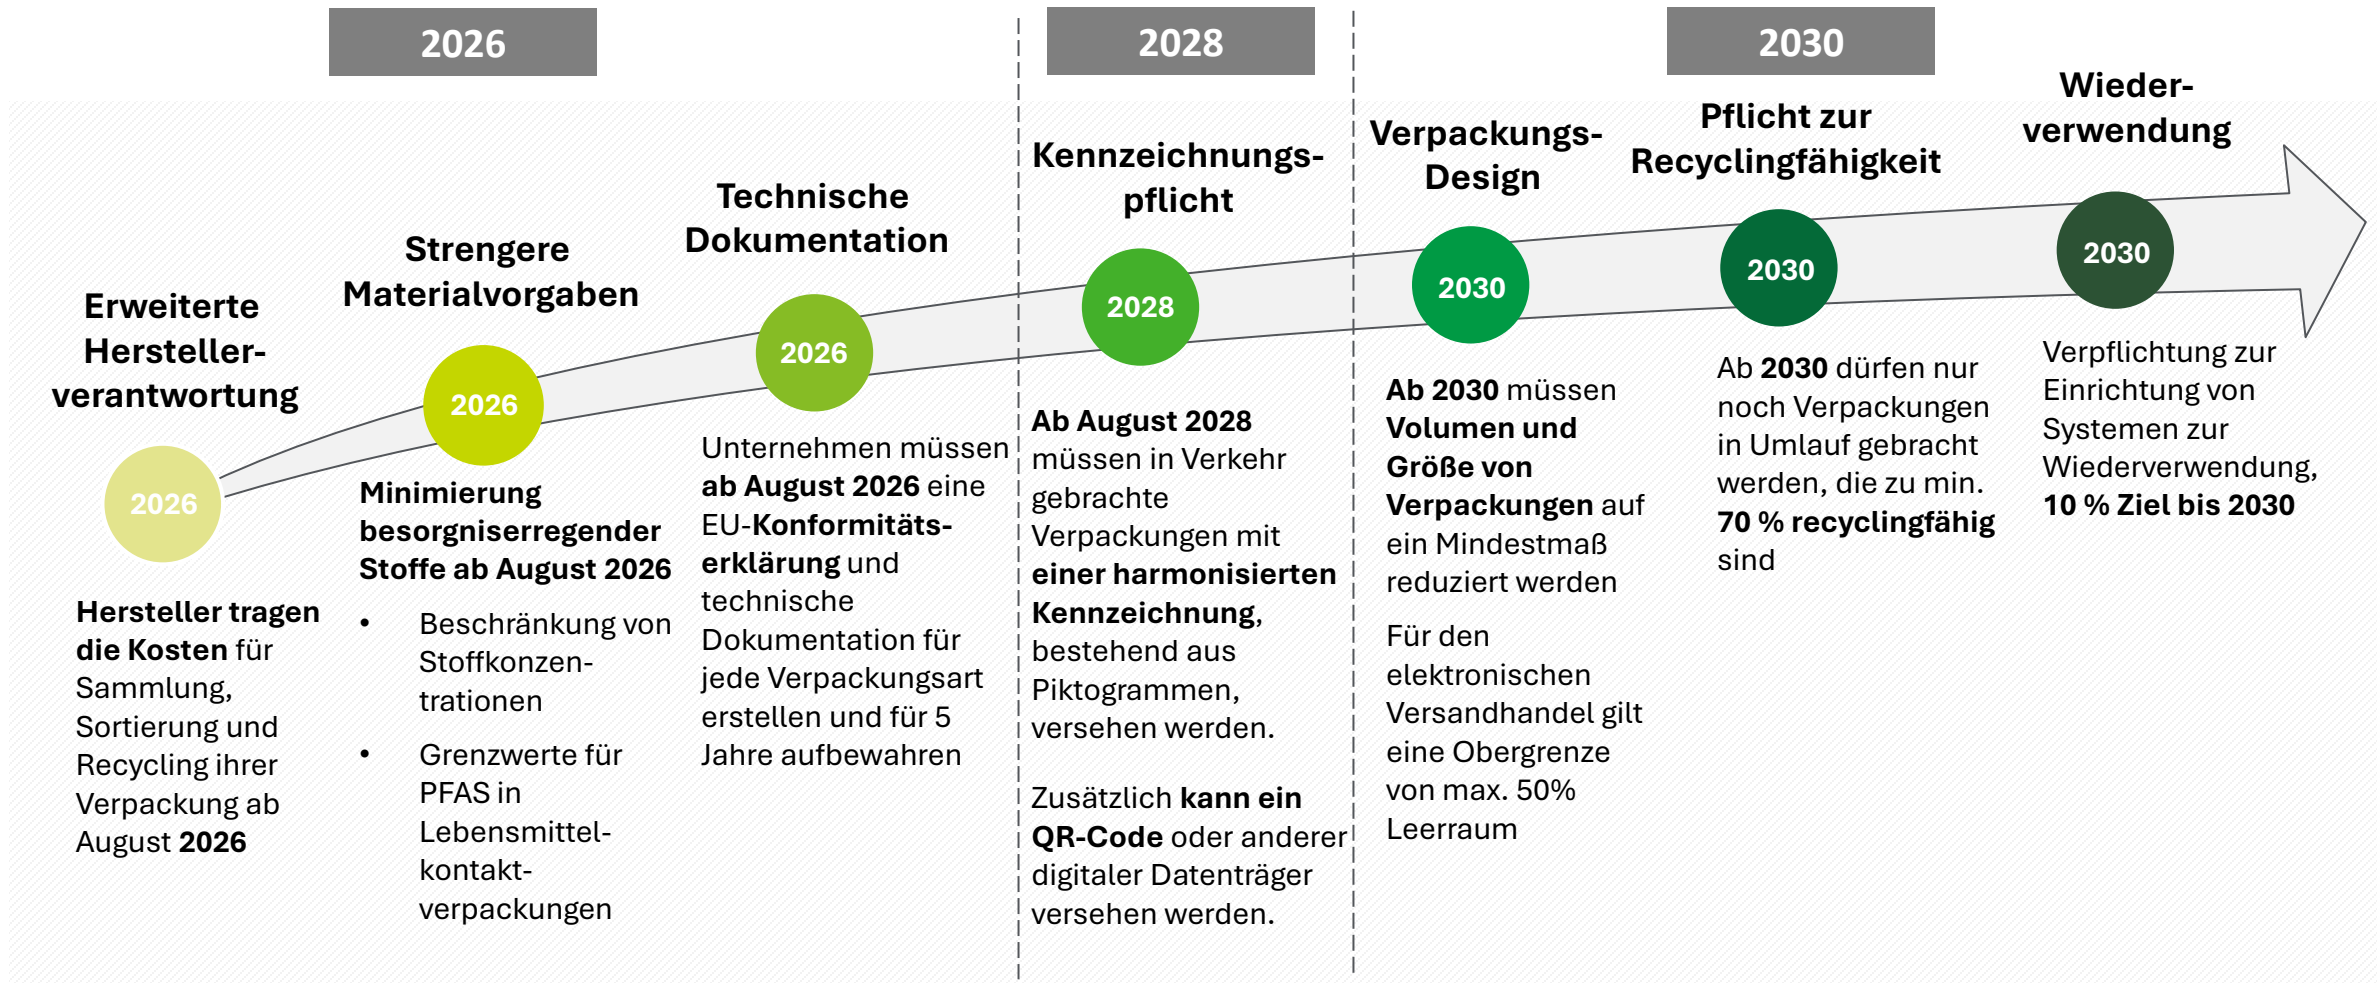 2026
2028
2030
Erweiterte
Hersteller-
verantwortung
2026
Hersteller tragen
die Kosten für
Sammlung,
Sortierung und
Recycling ihrer
Verpackung ab
August 2026
Strengere
Materialvorgaben
2026
Minimierung
besorgniserregender
Stoffe ab August 2026
• Beschränkung von
Stoffkonzen-
trationen
• Grenzwerte für
PFAS in
Lebensmittel-
kontakt-
verpackungen
Technische
Dokumentation
2026
Unternehmen müssen
ab August 2026 eine
EU-Konformitäts-
erklärung und
technische
Dokumentation für
jede Verpackungsart
erstellen und für 5
Jahre aufbewahren
Kennzeichnungs-
pflicht
2028
Ab August 2028
müssen in Verkehr
gebrachte
Verpackungen mit
einer harmonisierten
Kennzeichnung,
bestehend aus
Piktogrammen,
versehen werden.
Zusätzlich kann ein
QR-Code oder anderer
digitaler Datenträger
versehen werden.
Verpackungs-
Design
2030
Ab 2030 müssen
Volumen und
Größe von
Verpackungen auf
ein Mindestmaß
reduziert werden
Für den
elektronischen
Versandhandel gilt
eine Obergrenze
von max. 50%
Leerraum
Pflicht zur
Recyclingfähigkeit
2030
Ab 2030 dürfen nur
noch Verpackungen
in Umlauf gebracht
werden, die zu min.
70 % recyclingfähig
sind
Wieder-
verwendung
2030
Verpflichtung zur
Einrichtung von
Systemen zur
Wiederverwendung,
10 % Ziel bis 2030